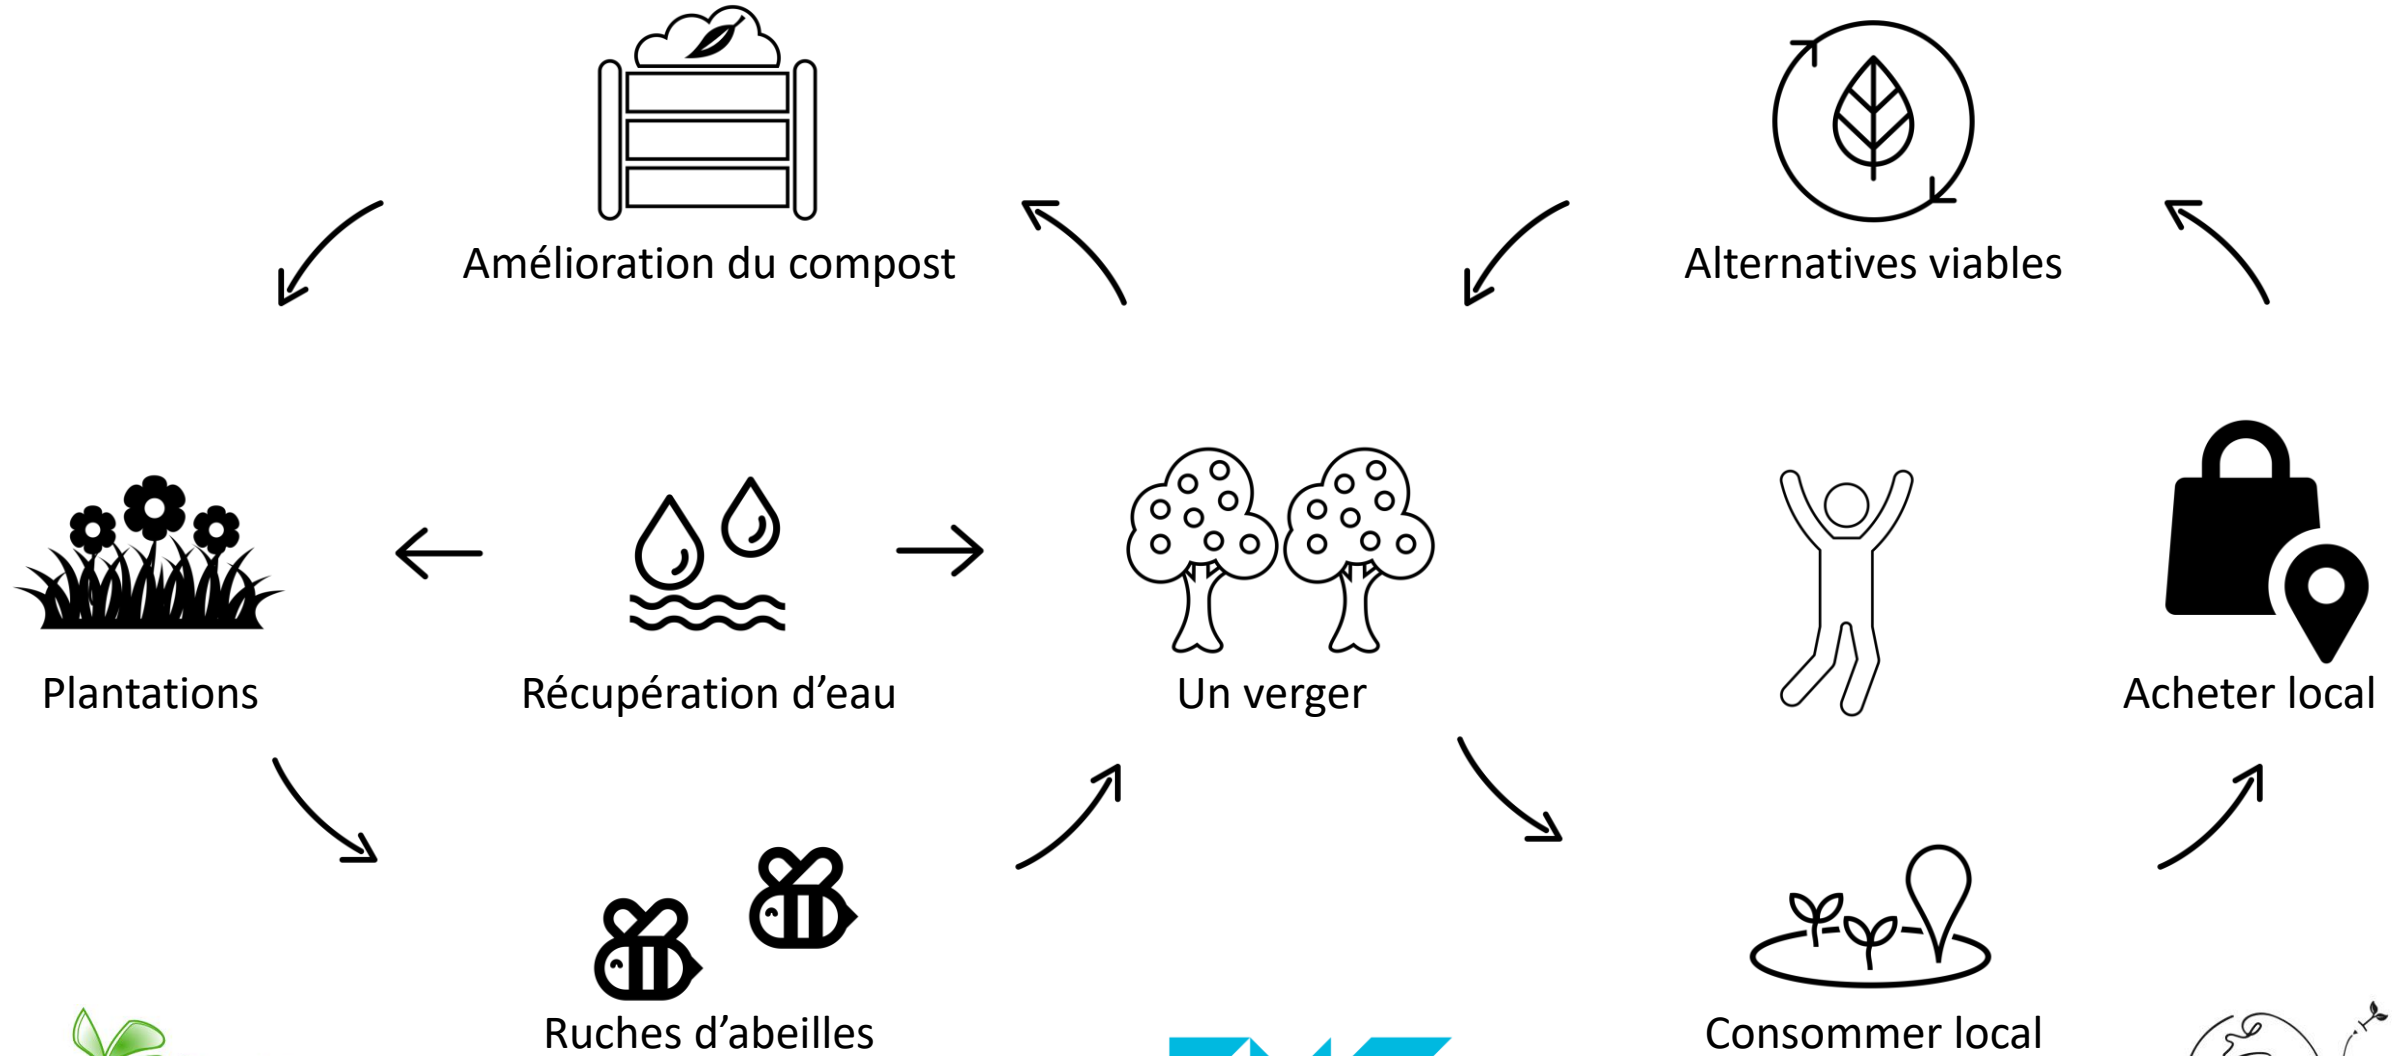 Amélioration du compost
Alternatives viables
Plantations
Récupération d’eau
Un verger
Acheter local
Ruches d’abeilles
Consommer local